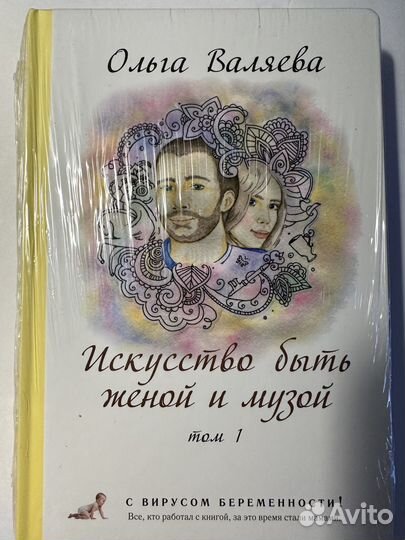 Ольга Валяева
Искусство быть
женой и музой
том 1
С ВИРУСОМ БЕРЕМЕННОСТИ!
Все, кто работал с книгой, за это время стали мамами.
Avito